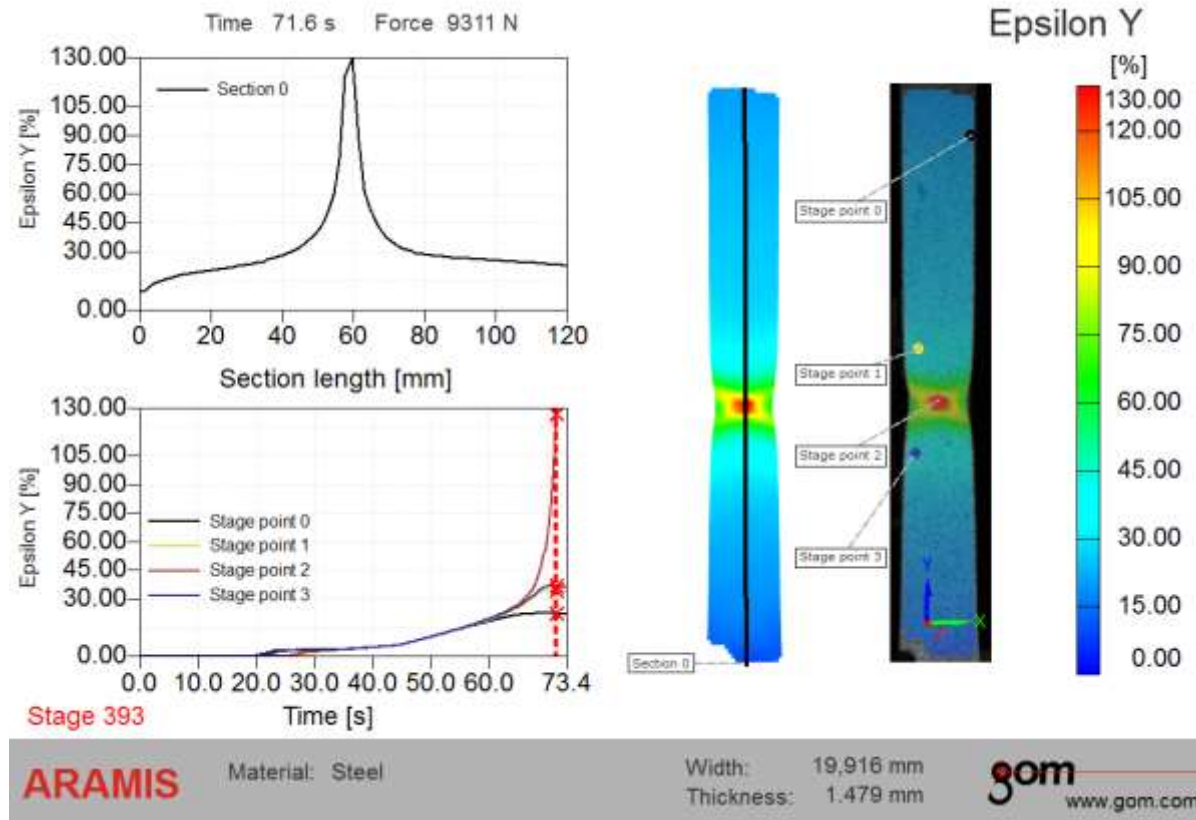 Time 71.6 s Force 9311 N
Epsilon Y
[%]
Epsilon Y [%]
130.00
105.00
90.00
75.00
60.00
45.00
30.00
0.00
Section 0
0 20 40 60 80 100 120
Section length [mm]
Epsilon Y [%]
130.00
105.00
90.00
75.00
60.00
45.00
30.00
0.00
Stage point 0
Stage point 1
Stage point 2
Stage point 3
0.0 10.0 20.0 30.0 40.0 50.0 60.0 73.4
Stage 393
Time [s]
Section 0
Stage point 0
Stage point 1
Stage point 2
Stage point 3
Y
X
130.00
120.00
105.00
90.00
75.00
60.00
45.00
30.00
15.00
0.00
ARAMIS
Material: Steel
Width: 19,916 mm
Thickness: 1.479 mm
gom
www.gom.com